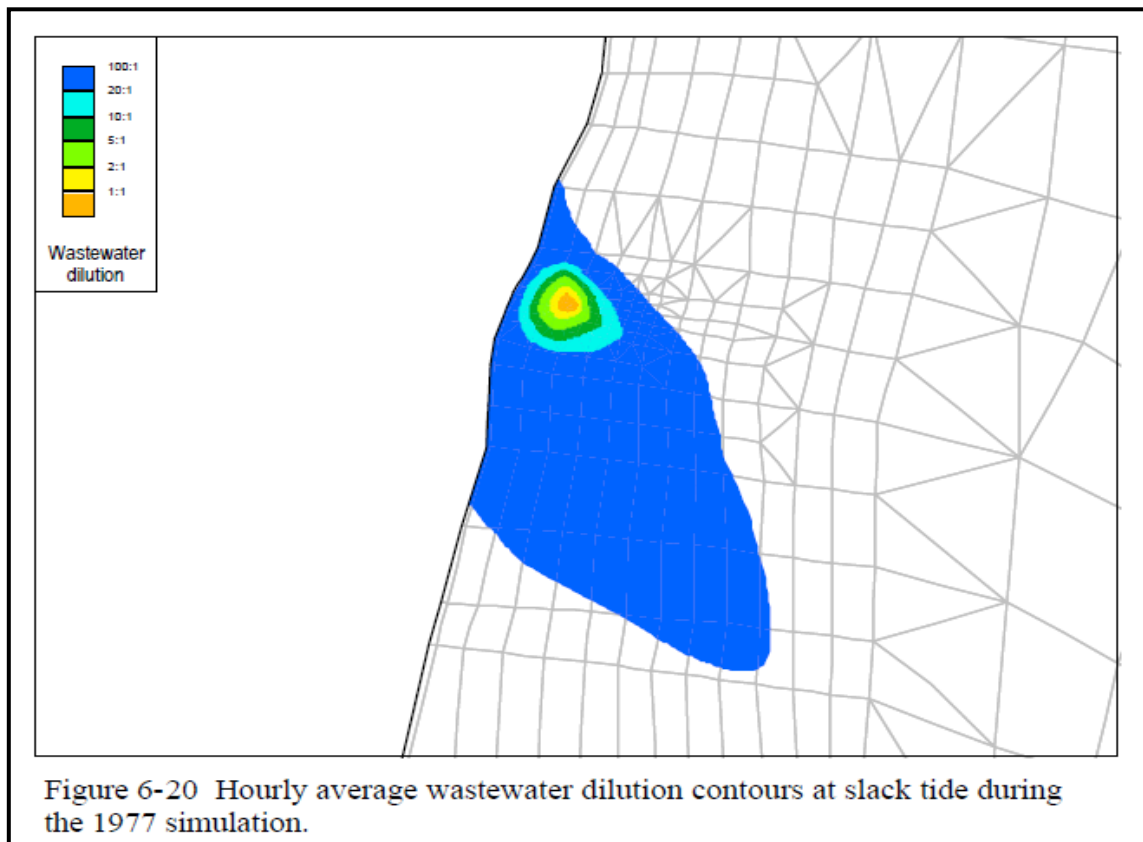 100:1
20:1
10:1
5:1
2:1
1:1
Wastewater
dilution
Figure 6-20 Hourly average wastewater dilution contours at slack tide during
the 1977 simulation.